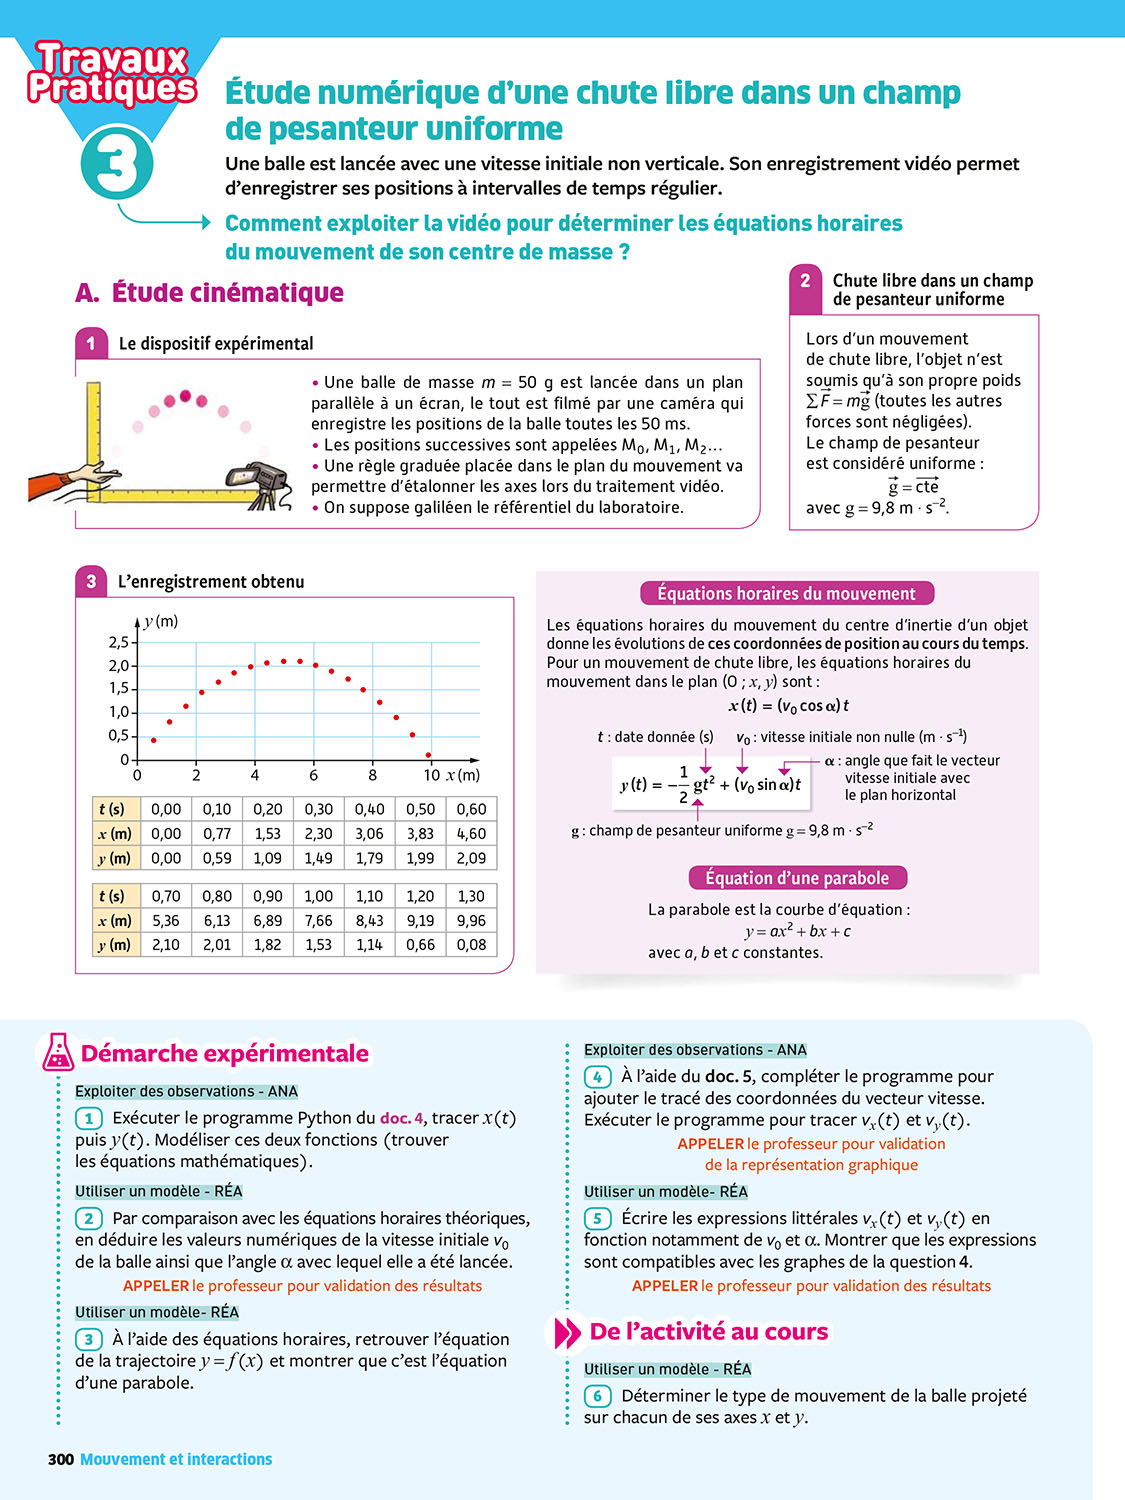 Travaux
Pratiques
3
Étude numérique d'une chute libre dans un champ
de pesanteur uniforme
Une balle est lancée avec une vitesse initiale non verticale. Son enregistrement vidéo permet
d'enregistrer ses positions à intervalles de temps régulier.
Comment exploiter la vidéo pour déterminer les équations horaires
du mouvement de son centre de masse ?
A. Étude cinématique
1 Le dispositif expérimental
• Une balle de masse m = 50 g est lancée dans un plan
parallèle à un écran, le tout est filmé par une caméra qui
enregistre les positions de la balle toutes les 50 ms.
• Les positions successives sont appelées M₀, M₁, M₂…
• Une règle graduée placée dans le plan du mouvement va
permettre d'étalonner les axes lors du traitement vidéo.
• On suppose galiléen le référentiel du laboratoire.
2 Chute libre dans un champ
de pesanteur uniforme
Lors d'un mouvement
de chute libre, l'objet n'est
soumis qu'à son propre poids
∑F⃗ = mg⃗ (toutes les autres
forces sont négligées).
Le champ de pesanteur
est considéré uniforme :
g⃗ = cte⃗
avec g = 9,8 m · s⁻².
3 L'enregistrement obtenu
y (m)
2,5
2,0
1,5
1,0
0,5
0
0 2 4 6 8 10 x (m)
t (s) 0,00 0,10 0,20 0,30 0,40 0,50 0,60
x (m) 0,00 0,77 1,53 2,30 3,06 3,83 4,60
y (m) 0,00 0,59 1,09 1,49 1,79 1,99 2,09
t (s) 0,70 0,80 0,90 1,00 1,10 1,20 1,30
x (m) 5,36 6,13 6,89 7,66 8,43 9,19 9,96
y (m) 2,10 2,01 1,82 1,53 1,14 0,66 0,08
Équations horaires du mouvement
Les équations horaires du mouvement du centre d'inertie d'un objet
donne les évolutions de ces coordonnées de position au cours du temps.
Pour un mouvement de chute libre, les équations horaires du
mouvement dans le plan (O ; x, y) sont :
x(t) = (v₀ cos α) t
t : date donnée (s) v₀ : vitesse initiale non nulle (m · s⁻¹)
y(t) = −1/2 gt² + (v₀ sin α)t
α : angle que fait le vecteur
vitesse initiale avec
le plan horizontal
g : champ de pesanteur uniforme g = 9,8 m · s⁻²
Équation d'une parabole
La parabole est la courbe d'équation :
y = ax² + bx + c
avec a, b et c constantes.
Démarche expérimentale
Exploiter des observations - ANA
1 Exécuter le programme Python du doc. 4, tracer x(t)
puis y(t). Modéliser ces deux fonctions (trouver
les équations mathématiques).
Utiliser un modèle - RÉA
2 Par comparaison avec les équations horaires théoriques,
en déduire les valeurs numériques de la vitesse initiale v₀
de la balle ainsi que l'angle α avec lequel elle a été lancée.
APPELER le professeur pour validation des résultats
Utiliser un modèle- RÉA
3 À l'aide des équations horaires, retrouver l'équation
de la trajectoire y = f(x) et montrer que c'est l'équation
d'une parabole.
Exploiter des observations - ANA
4 À l'aide du doc. 5, compléter le programme pour
ajouter le tracé des coordonnées du vecteur vitesse.
Exécuter le programme pour tracer vₓ(t) et v_y(t).
APPELER le professeur pour validation
de la représentation graphique
Utiliser un modèle- RÉA
5 Écrire les expressions littérales vₓ(t) et v_y(t) en
fonction notamment de v₀ et α. Montrer que les expressions
sont compatibles avec les graphes de la question 4.
APPELER le professeur pour validation des résultats
De l'activité au cours
Utiliser un modèle - RÉA
6 Déterminer le type de mouvement de la balle projeté
sur chacun de ses axes x et y.
300 Mouvement et interactions